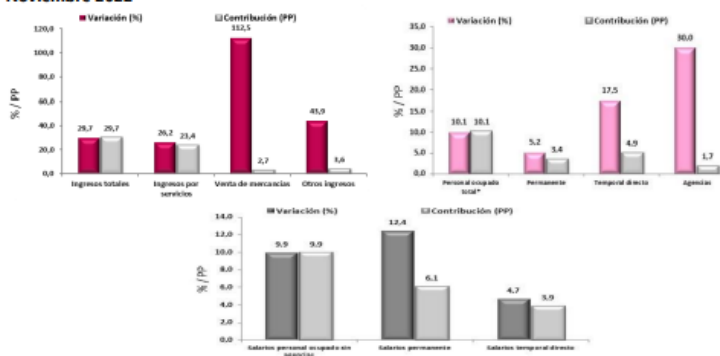 Noviembre 2022
Variación (%) Contribución (PP)
120,0
100,0
80,0
60,0
40,0
20,0
0,0
% / PP
29,7 29,7
26,2 23,4
112,5
2,7
43,9
3,6
Ingresos totales
Ingresos por servicios
Venta de mercancías
Otros ingresos
Variación (%) Contribución (PP)
35,0
30,0
25,0
20,0
15,0
10,0
5,0
0,0
% / PP
10,1 10,1
5,2
3,4
17,5
4,9
30,0
1,7
Personal ocupado total*
Permanente
Temporal directo
Agencias
Variación (%) Contribución (PP)
14,0
12,0
10,0
8,0
6,0
4,0
2,0
0,0
% / PP
9,9 9,9
12,4
6,1
4,7
3,9
Salarios personal ocupado sin agencias
Salarios permanente
Salarios temporal directo